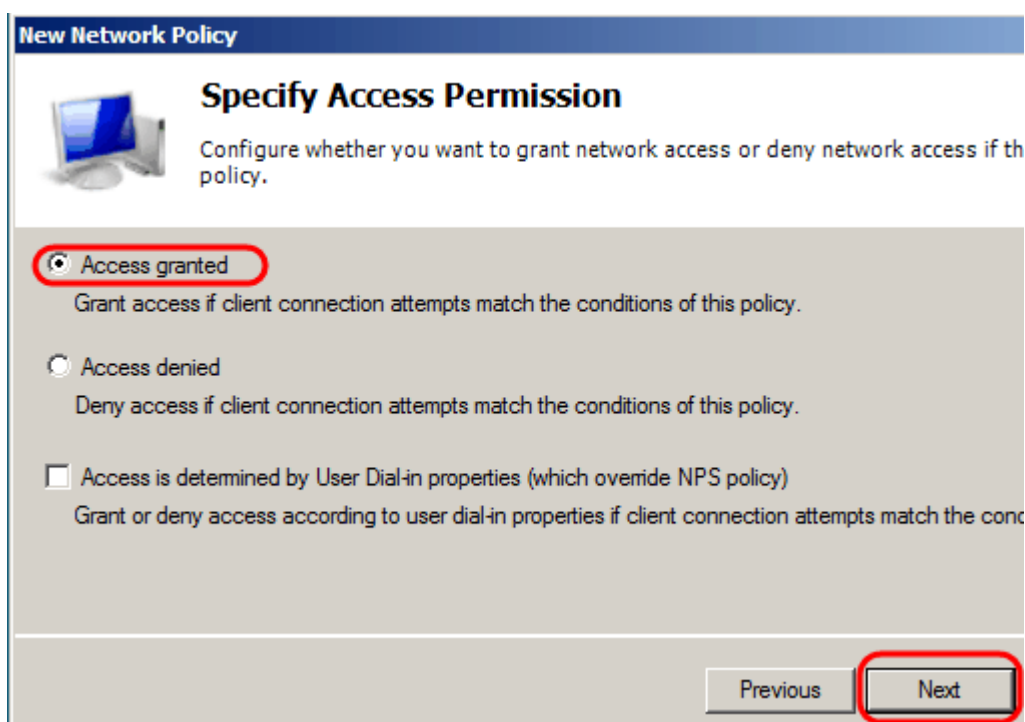 New Network Policy
Specify Access Permission
Configure whether you want to grant network access or deny network access if th
policy.
Access granted
Grant access if client connection attempts match the conditions of this policy.
Access denied
Deny access if client connection attempts match the conditions of this policy.
Access is determined by User Dial-in properties (which override NPS policy)
Grant or deny access according to user dial-in properties if client connection attempts match the cond
Previous
Next